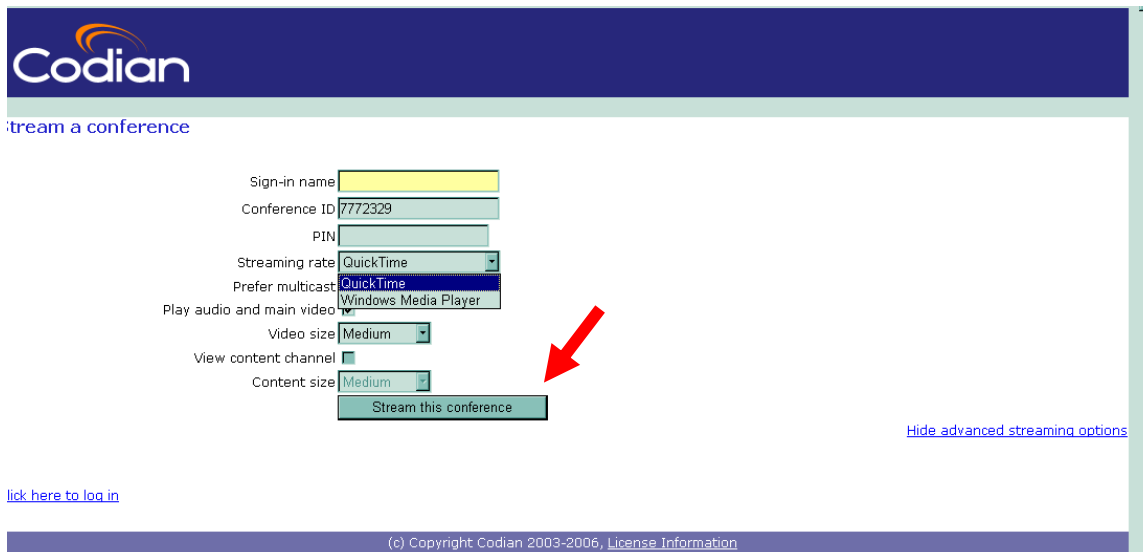 Codian
tream a conference
Sign-in name
Conference ID 7772329
PIN
Streaming rate QuickTime
Prefer multicast QuickTime
Windows Media Player
Play audio and main video
Video size Medium
View content channel
Content size Medium
Stream this conference
Hide advanced streaming options
lick here to log in
(c) Copyright Codian 2003-2006, License Information